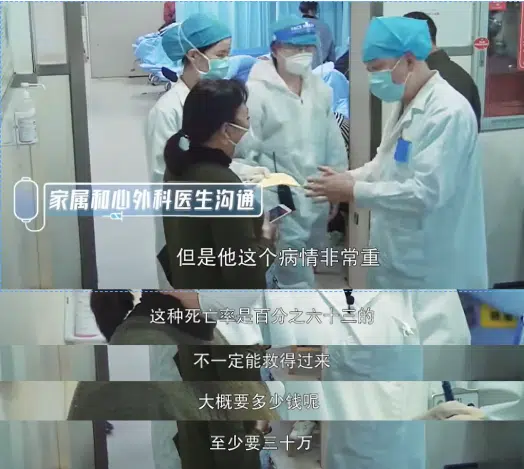 家属和心外科医生沟通
但是他这个病情非常重
这种死亡率是百分之六十三的
不一定能救得过来
大概要多少钱呃
至少要三十万